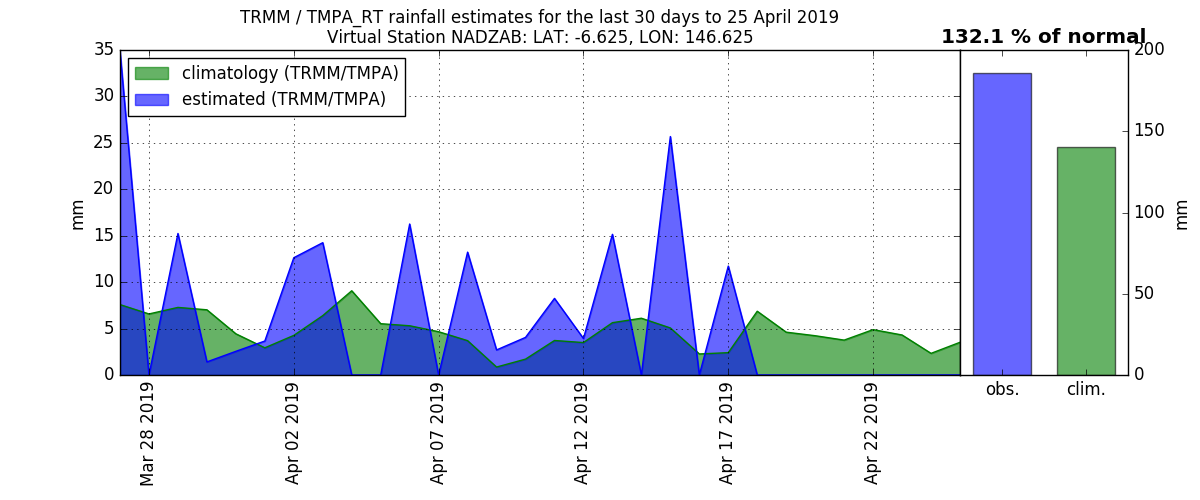 TRMM / TMPA_RT rainfall estimates for the last 30 days to 25 April 2019
Virtual Station NADZAB: LAT: -6.625, LON: 146.625
132.1 % of normal
climatology (TRMM/TMPA)
estimated (TRMM/TMPA)
35
30
25
20
15
10
5
0
mm
Mar 28 2019
Apr 02 2019
Apr 07 2019
Apr 12 2019
Apr 17 2019
Apr 22 2019
200
150
100
50
0
mm
obs.
clim.